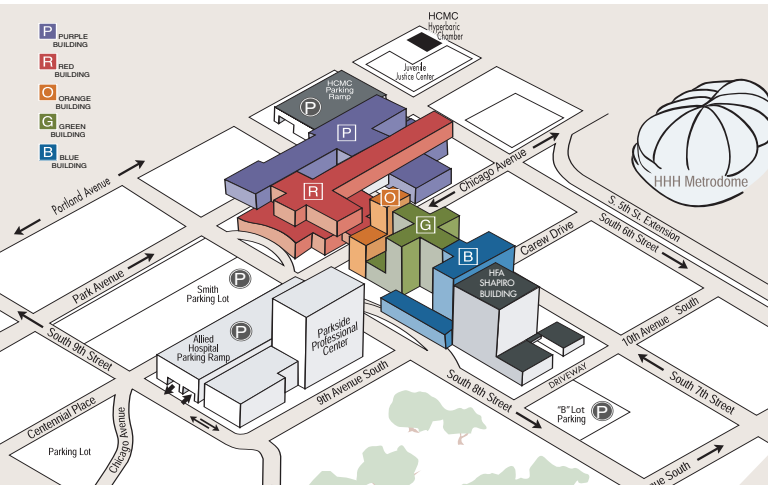 P PURPLE
BUILDING
R RED
BUILDING
O ORANGE
BUILDING
G GREEN
BUILDING
B BLUE
BUILDING
HCMC
Hyperbaric
Chamber
Juvenile
Justice Center
HCMC
Parking
Ramp
P
P
R
O
G
B
HHH Metrodome
Portland Avenue
Chicago Avenue
S. 5th St. Extension
South 6th Street
Carew Drive
Park Avenue
Smith
Parking Lot
P
HFA
SHAPIRO
BUILDING
10th Avenue South
South 9th Street
Allied
Hospital
Parking Ramp
P
Parkside
Professional
Center
9th Avenue South
South 8th Street
DRIVEWAY
South 7th Street
"B" Lot
Parking
P
Centennial Place
Chicago Avenue
Parking Lot
nue South